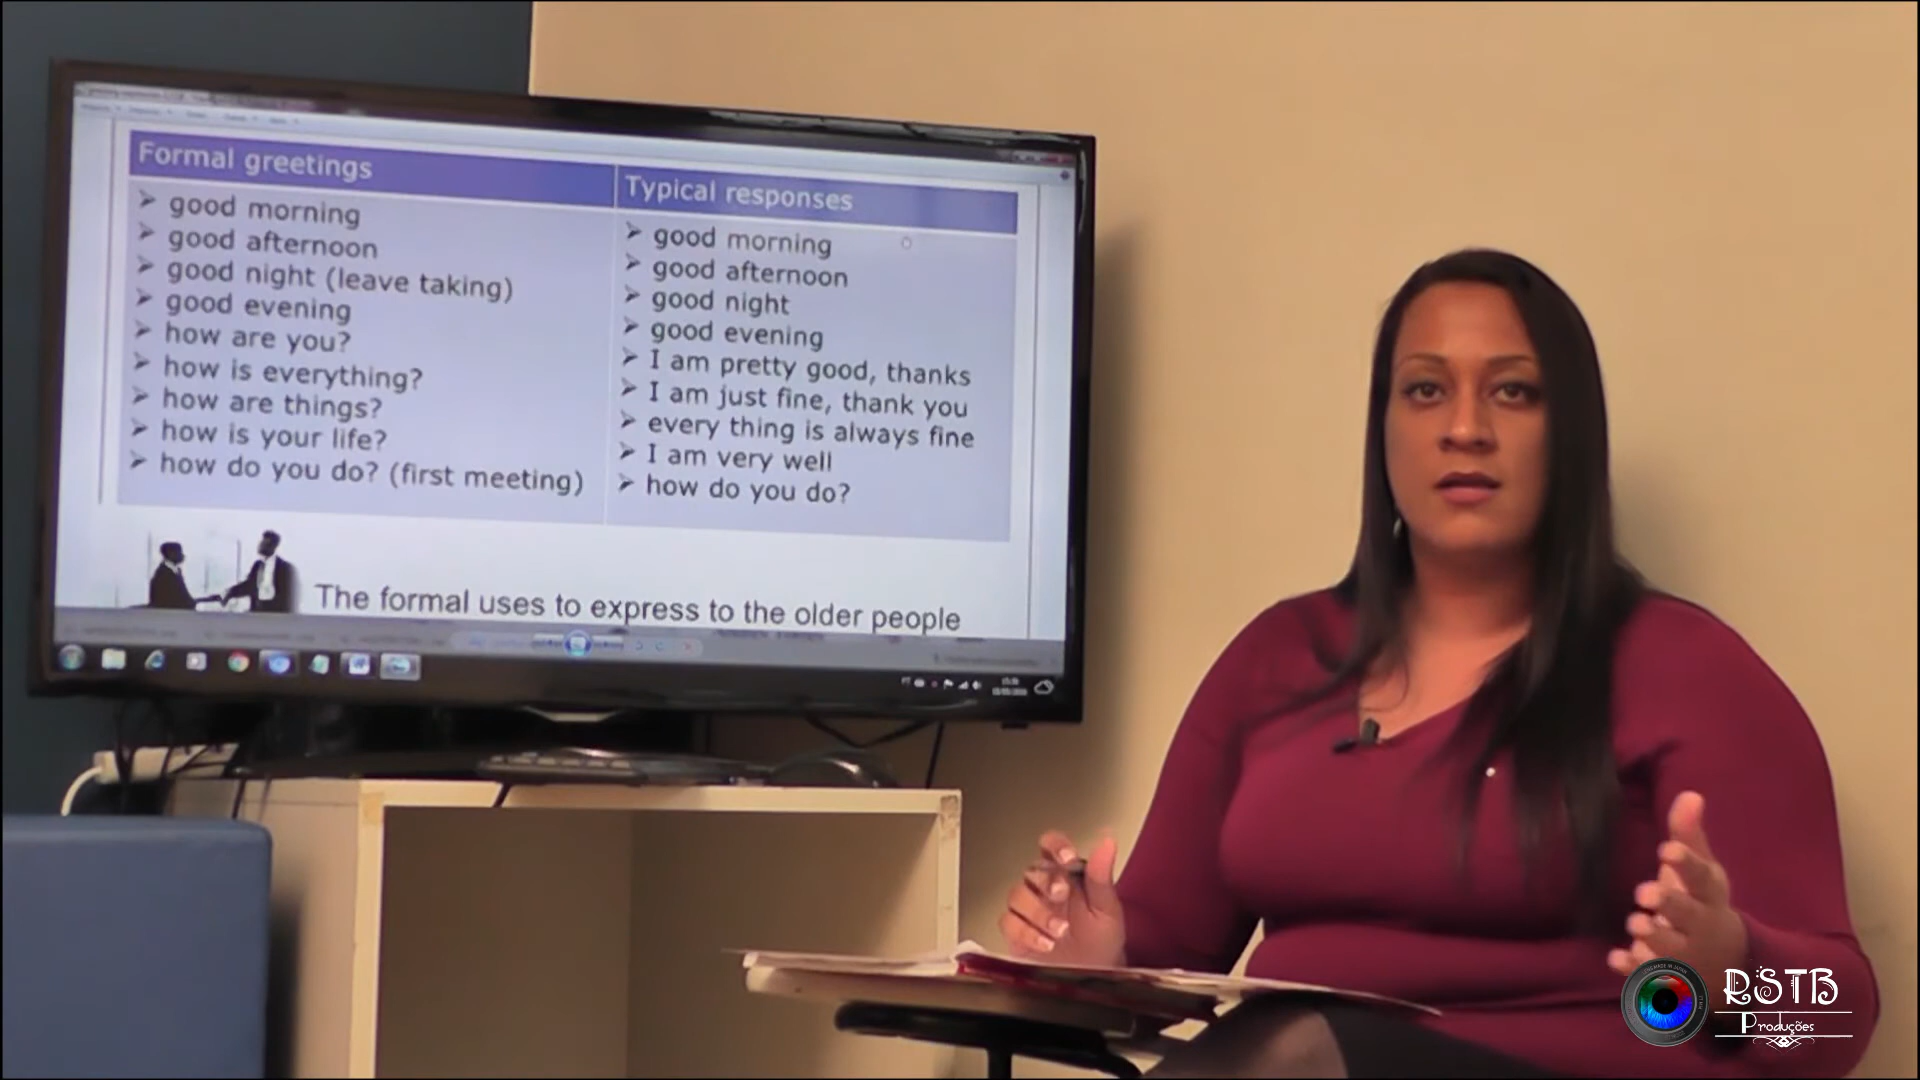 Formal greetings
good morning
good afternoon
good night (leave taking)
good evening
how are you?
how is everything?
how are things?
how is your life?
how do you do? (first meeting)
Typical responses
good morning
good afternoon
good night
good evening
I am pretty good, thanks
I am just fine, thank you
every thing is always fine
I am very well
how do you do?
The formal uses to express to the older people
RSTB
Produções